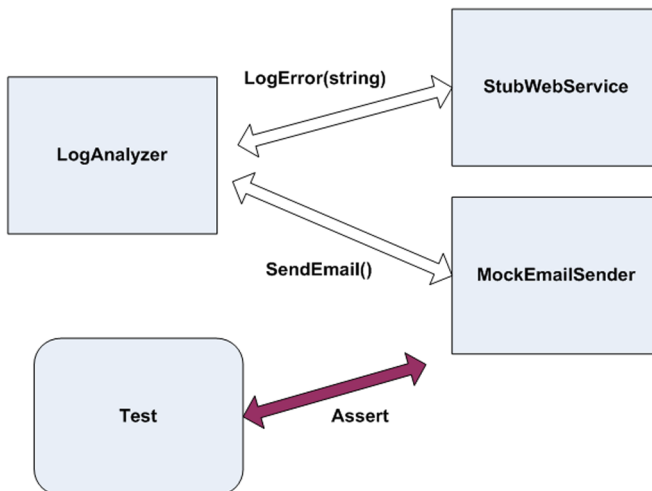 LogError(string)
StubWebService
LogAnalyzer
SendEmail()
MockEmailSender
Test
Assert